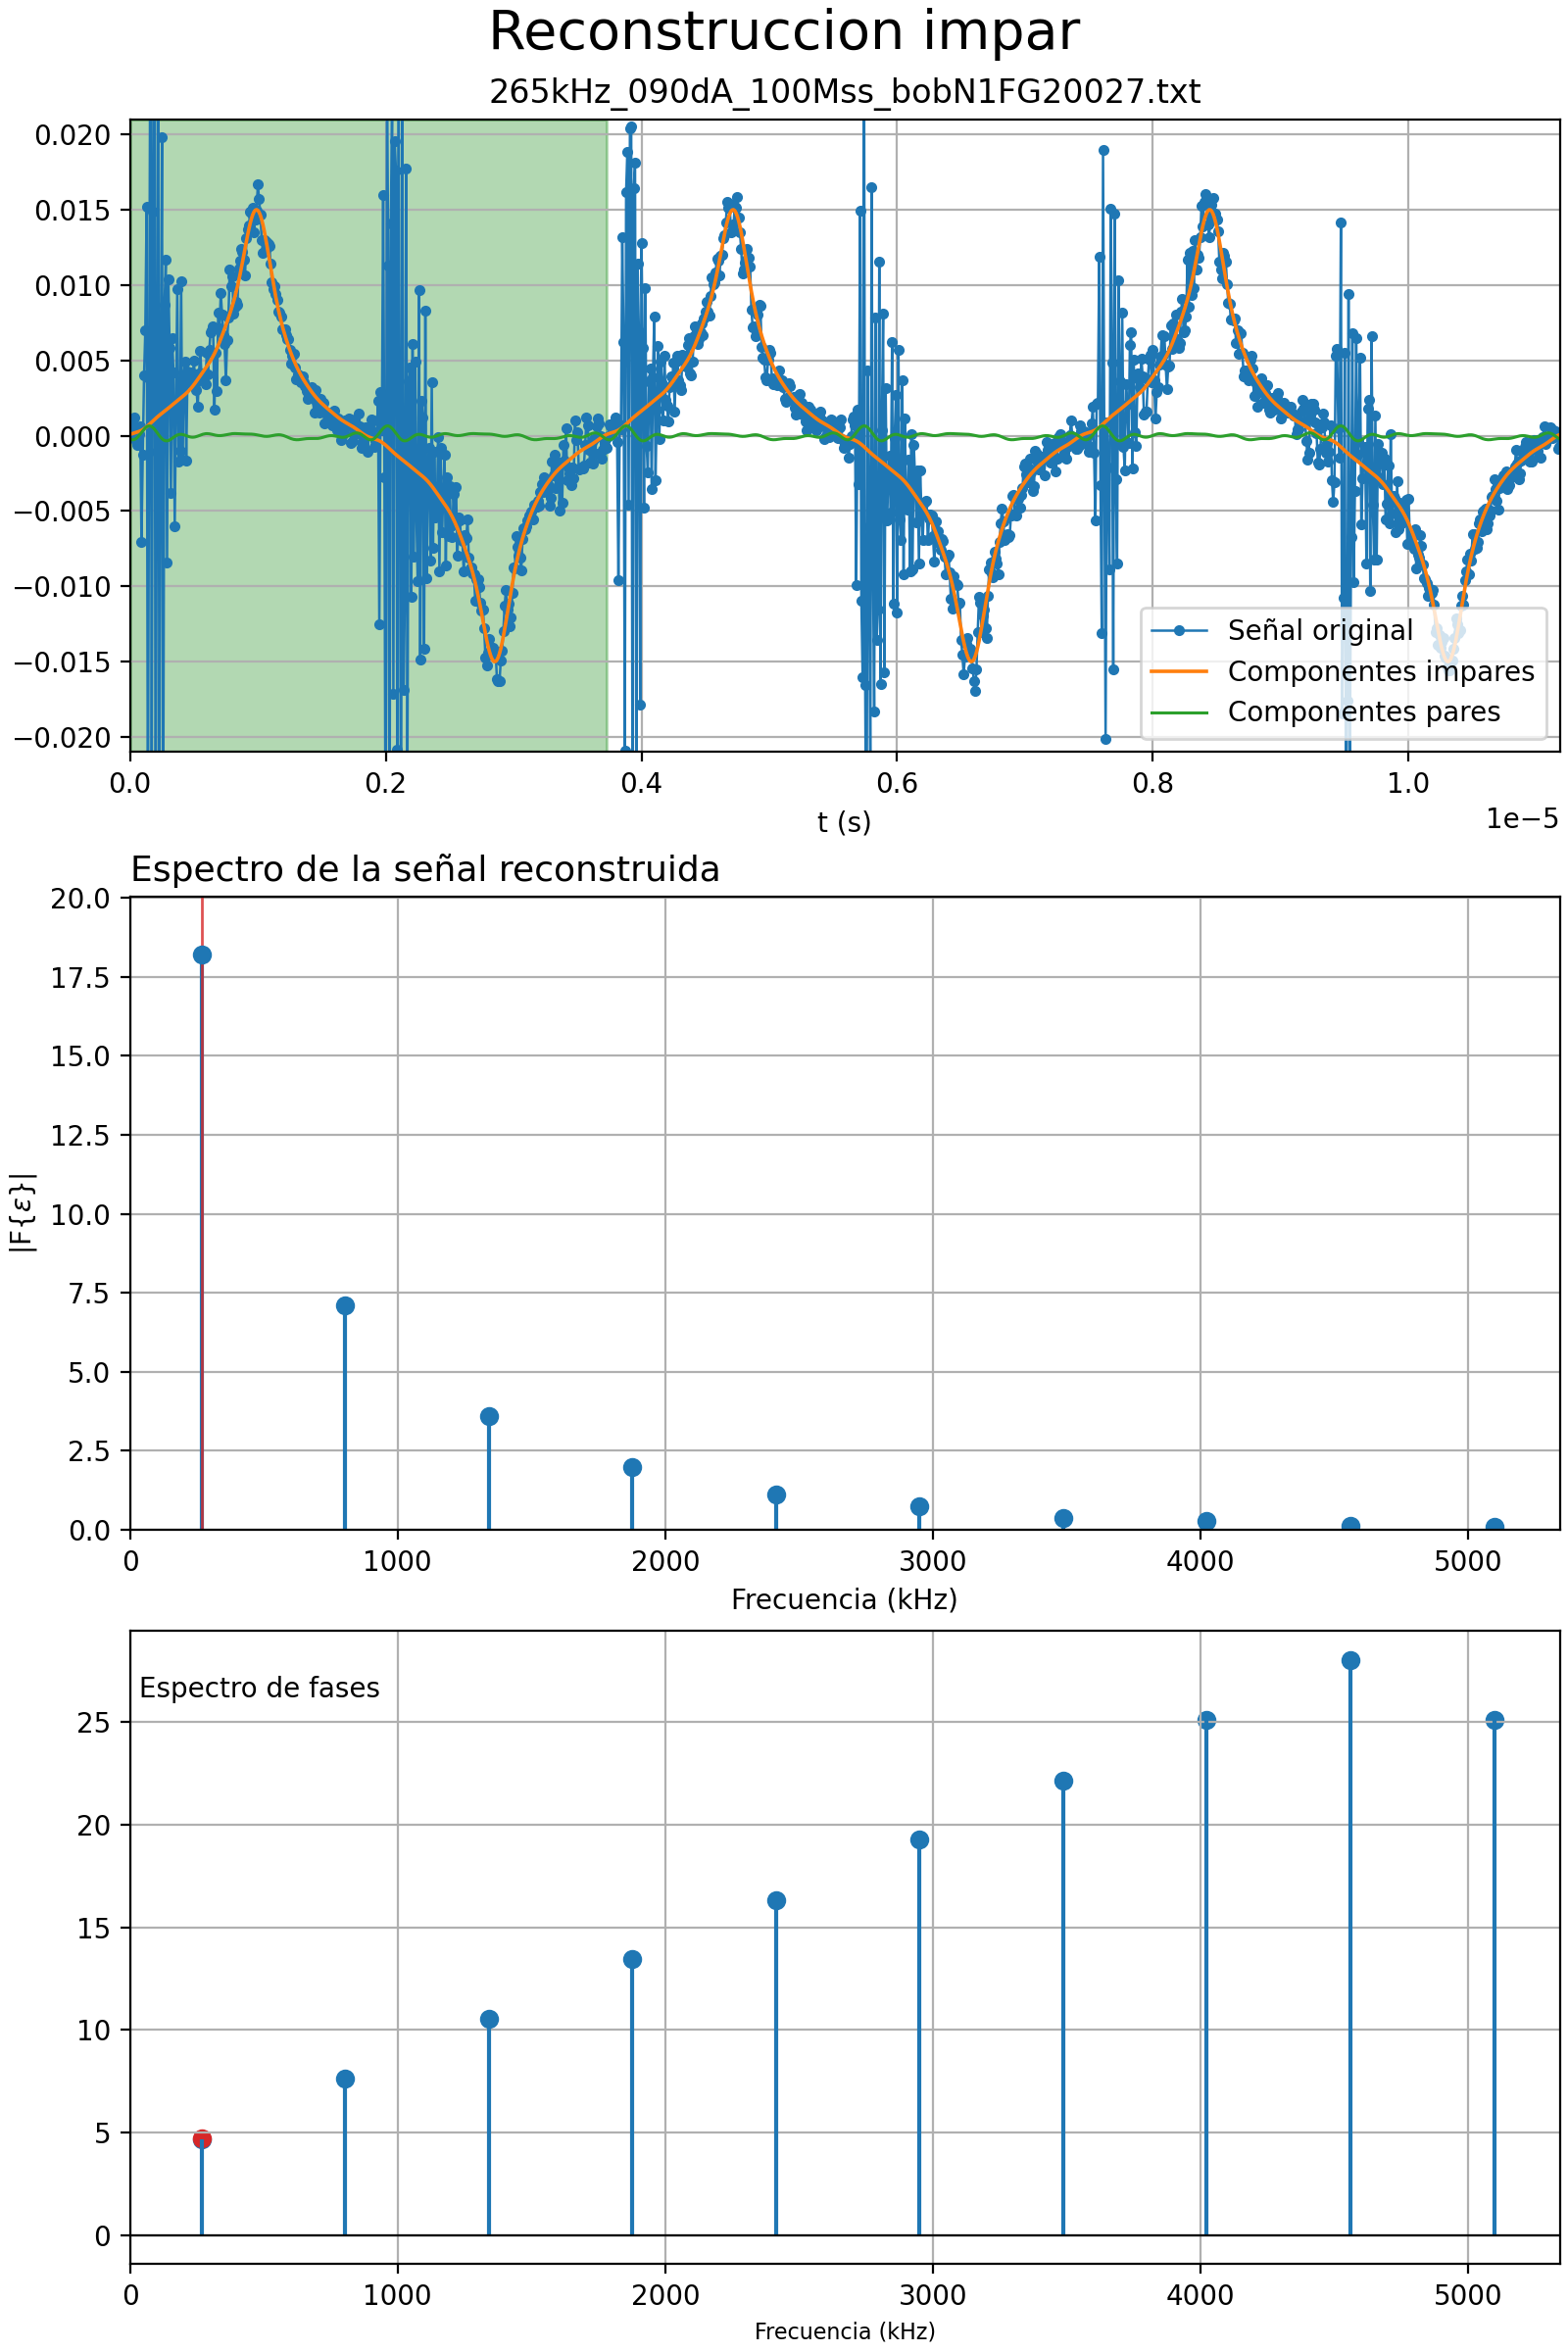 Reconstruccion impar
265kHz_090dA_100Mss_bobN1FG20027.txt
0.020
0.015
0.010
0.005
0.000
−0.005
−0.010
−0.015
−0.020
Señal original
Componentes impares
Componentes pares
0.0 0.2 0.4 0.6 0.8 1.0
t (s)
1e−5
Espectro de la señal reconstruida
20.0
17.5
15.0
12.5
10.0
7.5
5.0
2.5
0.0
|F{ε}|
0 1000 2000 3000 4000 5000
Frecuencia (kHz)
Espectro de fases
25
20
15
10
5
0
0 1000 2000 3000 4000 5000
Frecuencia (kHz)